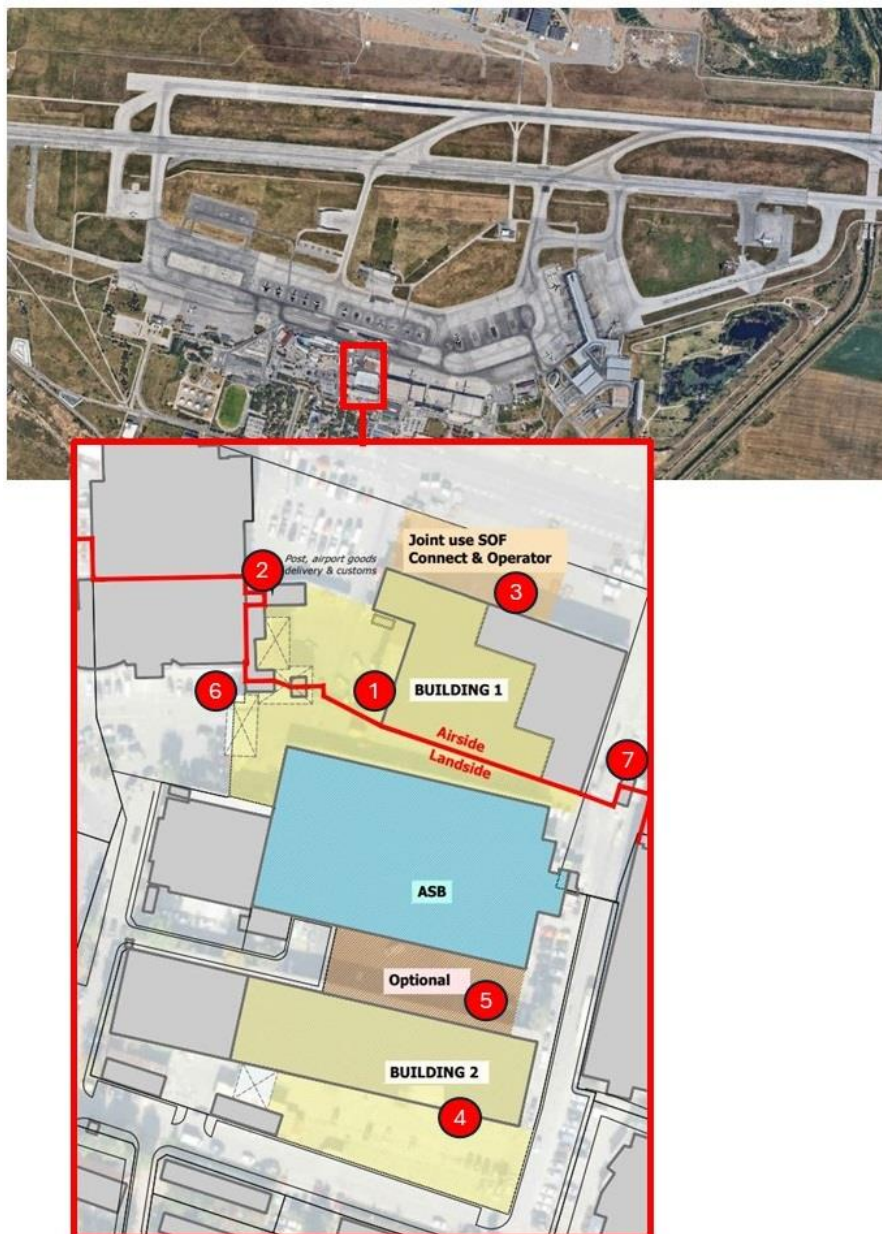 Joint use SOF
Connect & Operator
2
Post, airport goods
delivery & customs
3
6
1
BUILDING 1
Airside
Landside
7
ASB
Optional
5
BUILDING 2
4